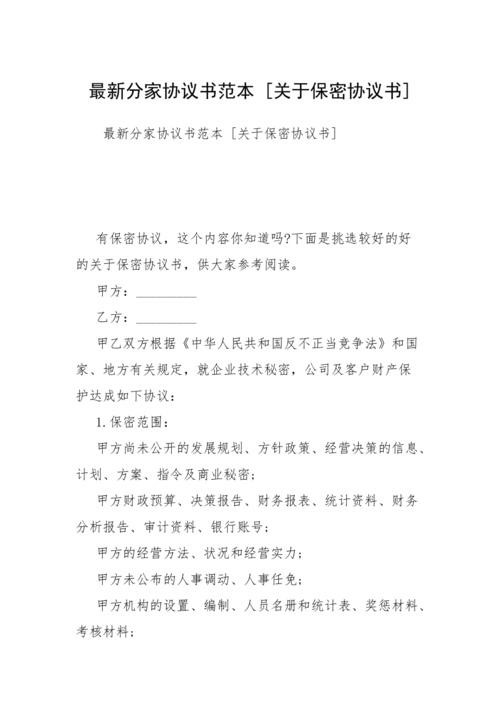 最新分家协议书范本 [关于保密协议书]
最新分家协议书范本 [关于保密协议书]
有保密协议，这个内容你知道吗?下面是挑选较好的好
的关于保密协议书，供大家参考阅读。
甲方：_________
乙方：_________
甲乙双方根据《中华人民共和国反不正当竞争法》和国
家、地方有关规定，就企业技术秘密，公司及客户财产保
护达成如下协议：
1.保密范围：
甲方尚未公开的发展规划、方针政策、经营决策的信息、
计划、方案、指令及商业秘密;
甲方财政预算、决策报告、财务报表、统计资料、财务
分析报告、审计资料、银行账号;
甲方的经营方法、状况和经营实力;
甲方未公布的人事调动、人事任免;
甲方机构的设置、编制、人员名册和统计表、奖惩材料、
考核材料;